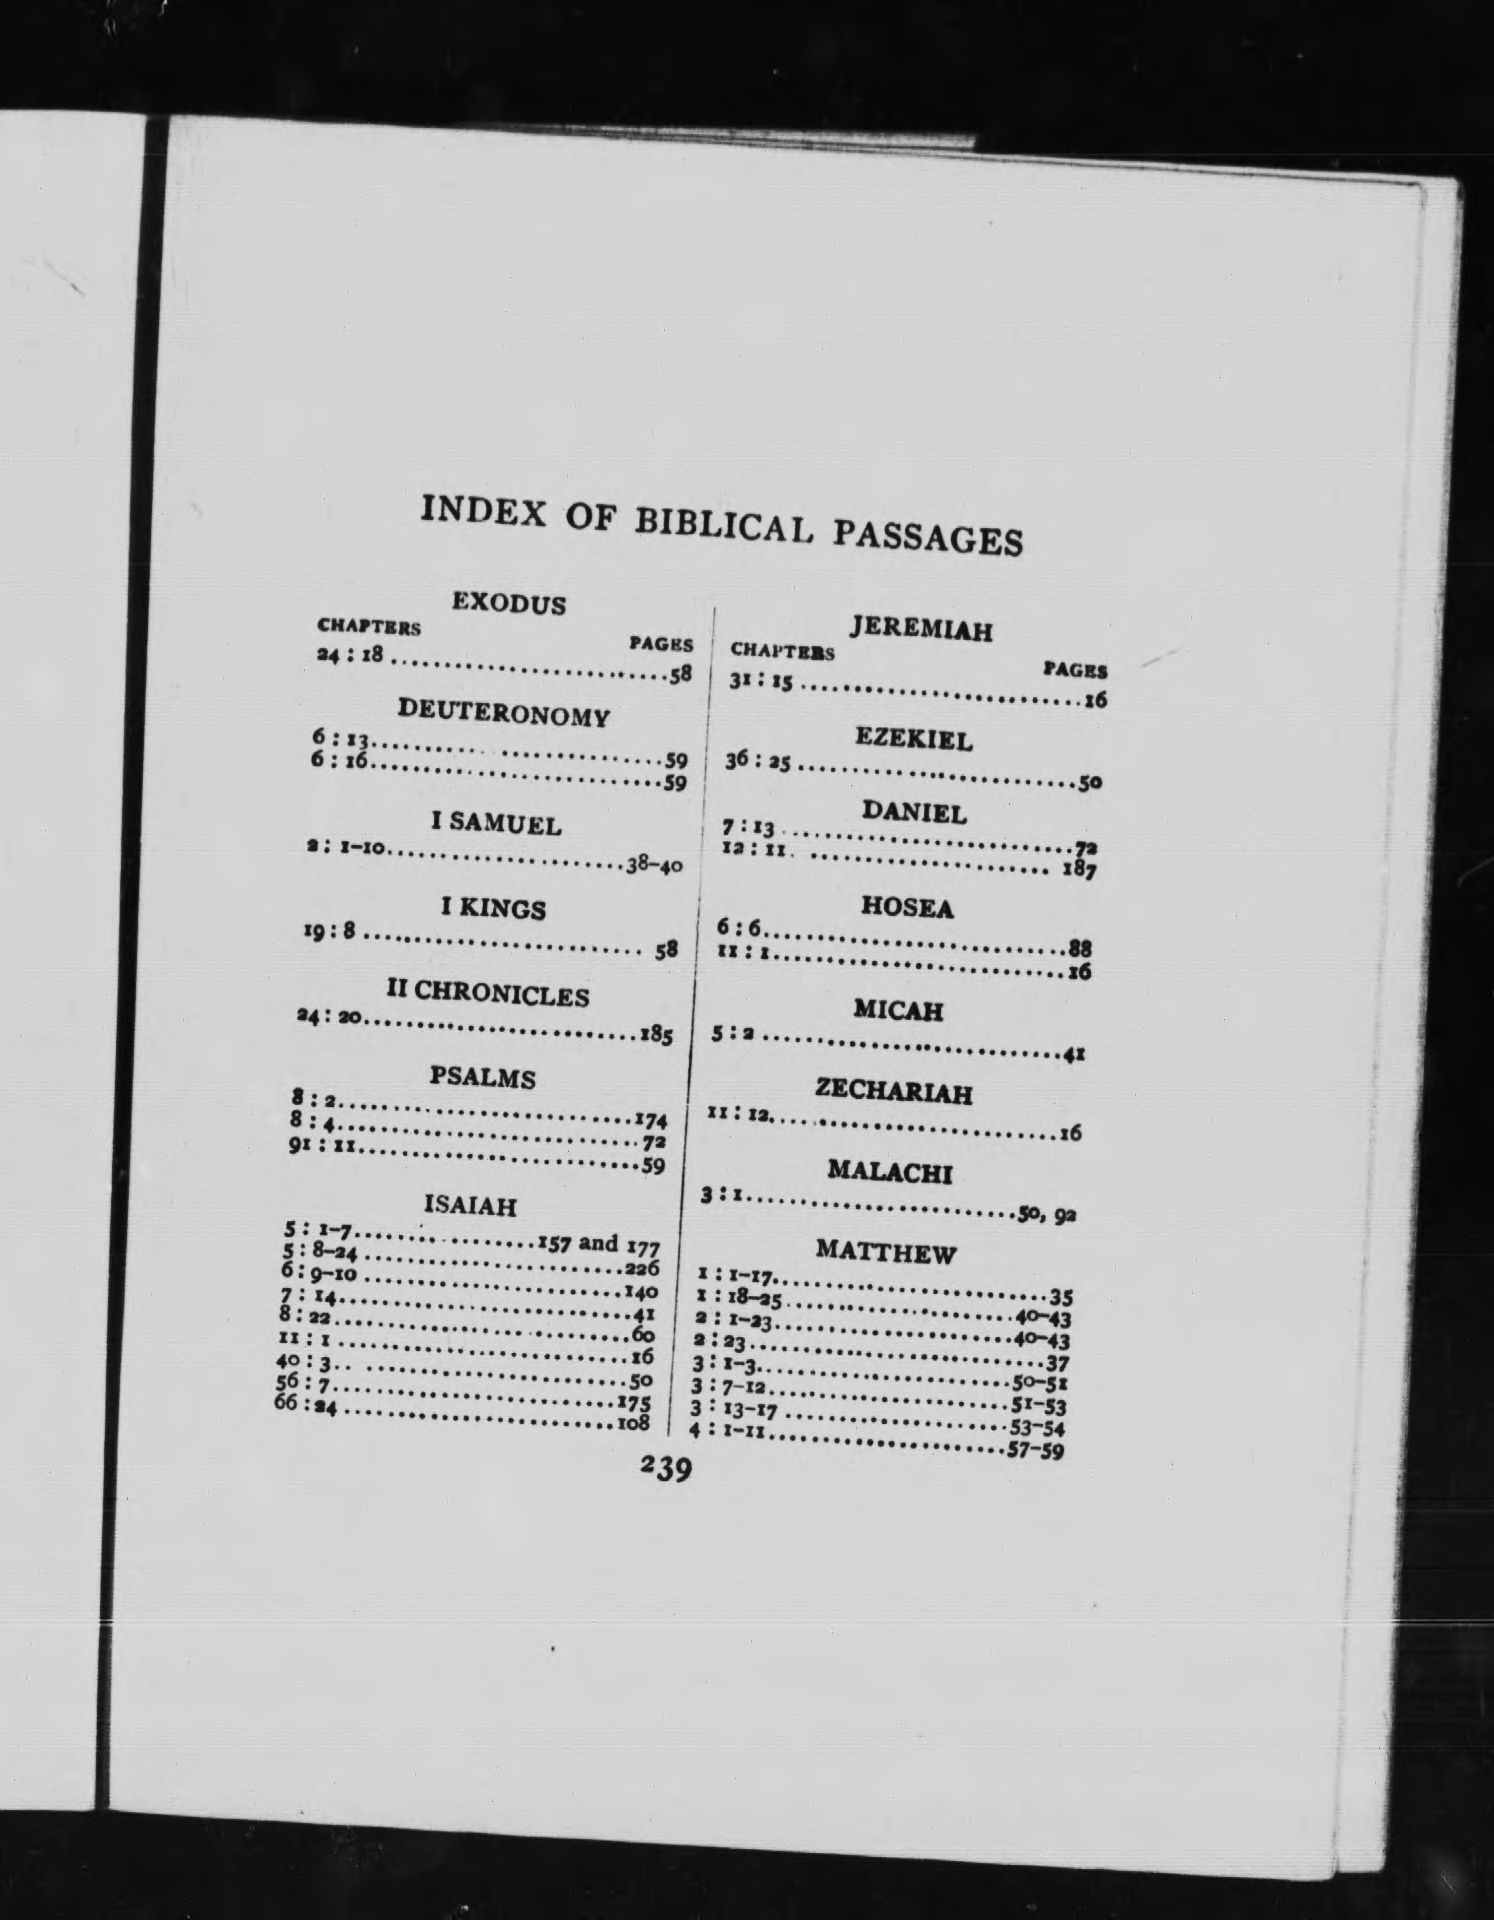 INDEX OF BIBLICAL PASSAGES
EXODUS
CHAPTERS PAGES
24 : 18 ............................58
DEUTERONOMY
6 : 13............................59
6 : 16............................59
I SAMUEL
2 : 1–10........................38–40
I KINGS
19 : 8 ............................ 58
II CHRONICLES
24 : 20............................185
PSALMS
8 : 2............................174
8 : 4............................72
91 : 11............................59
ISAIAH
5 : 1–7..................157 and 177
5 : 8–24 ........................226
6 : 9–10 ........................140
7 : 14............................41
8 : 22............................60
11 : 1 ............................16
40 : 3............................50
56 : 7............................175
66 : 24 ..........................108
JEREMIAH
CHAPTERS PAGES
31 : 15 ............................16
EZEKIEL
36 : 25 ............................50
DANIEL
7 : 13 ............................72
12 : 11. ........................ 187
HOSEA
6 : 6............................88
11 : 1............................16
MICAH
5 : 2 ............................41
ZECHARIAH
11 : 12............................16
MALACHI
3 : 1..........................50, 92
MATTHEW
1 : 1–17..........................35
1 : 18–25......................40–43
2 : 1–23........................40–43
2 : 23............................37
3 : 1–3........................50–51
3 : 7–12.......................51–53
3 : 13–17 .....................53–54
4 : 1–11.......................57–59
239